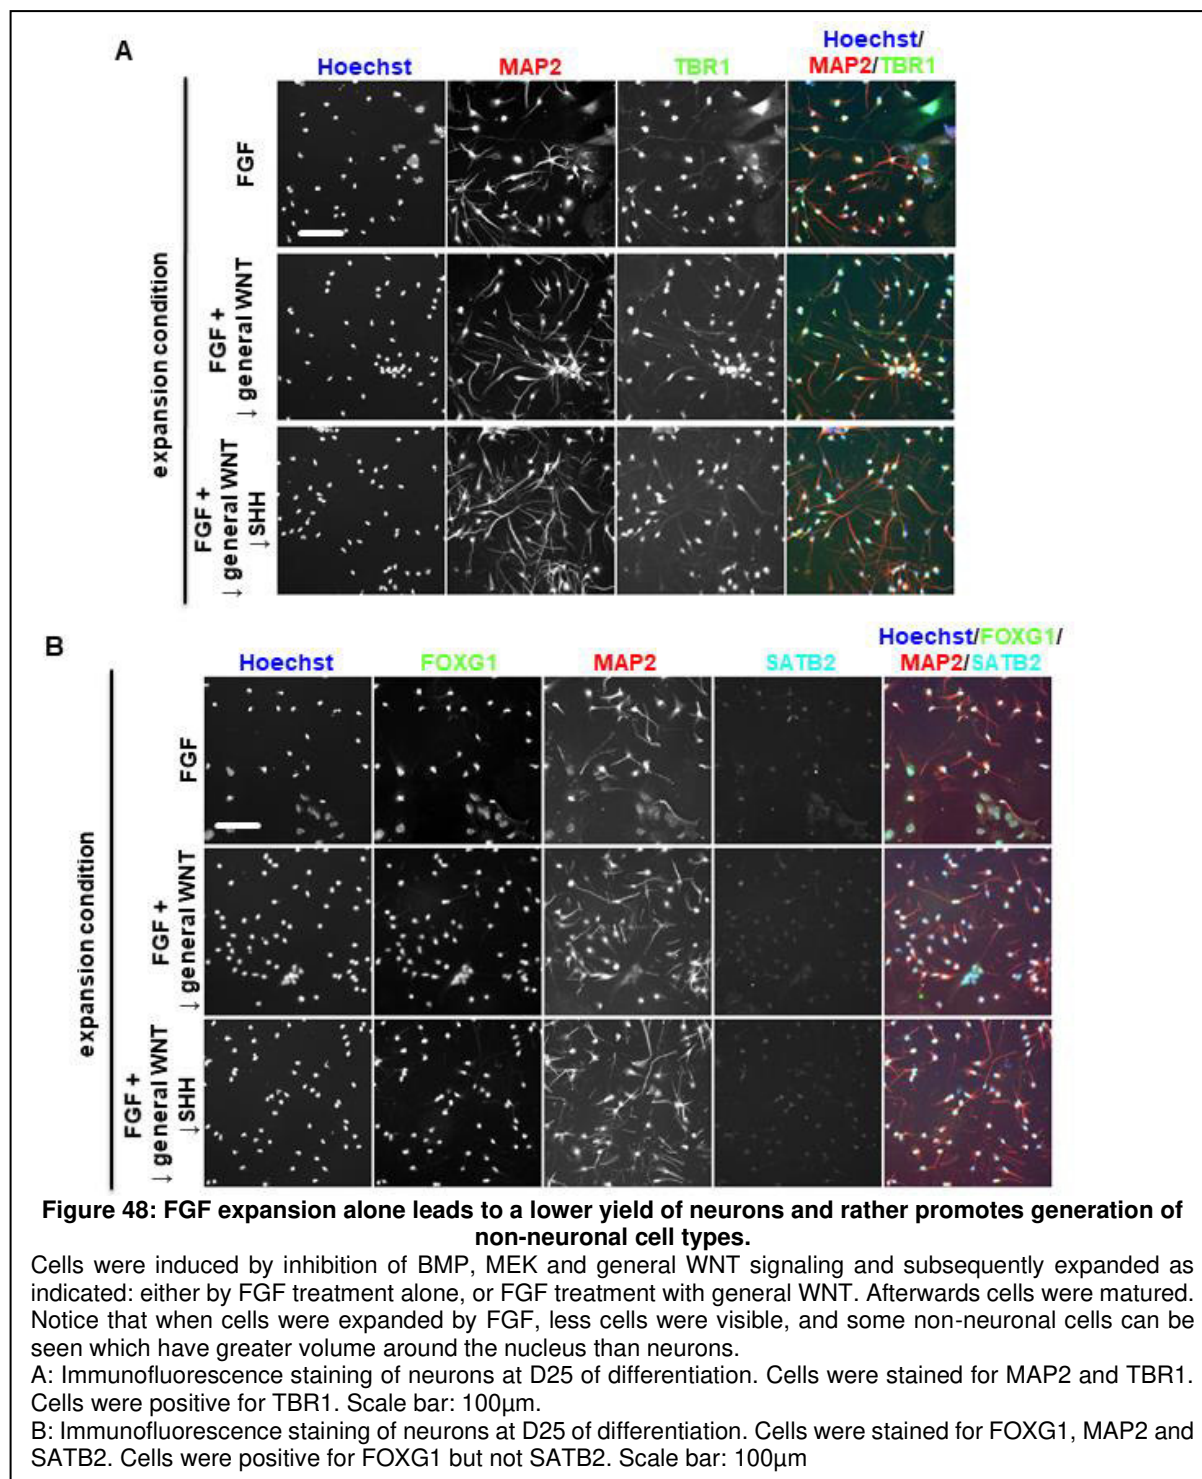 A
Hoechst MAP2 TBR1 Hoechst/
MAP2/TBR1
expansion condition
FGF
FGF +
↓ general WNT
FGF +
↓ general WNT
↓SHH
B
Hoechst FOXG1 MAP2 SATB2 Hoechst/FOXG1/
MAP2/SATB2
expansion condition
FGF
FGF +
↓ general WNT
FGF +
↓ general WNT
↓SHH
Figure 48: FGF expansion alone leads to a lower yield of neurons and rather promotes generation of
non-neuronal cell types.
Cells were induced by inhibition of BMP, MEK and general WNT signaling and subsequently expanded as
indicated: either by FGF treatment alone, or FGF treatment with general WNT. Afterwards cells were matured.
Notice that when cells were expanded by FGF, less cells were visible, and some non-neuronal cells can be
seen which have greater volume around the nucleus than neurons.
A: Immunofluorescence staining of neurons at D25 of differentiation. Cells were stained for MAP2 and TBR1.
Cells were positive for TBR1. Scale bar: 100µm.
B: Immunofluorescence staining of neurons at D25 of differentiation. Cells were stained for FOXG1, MAP2 and
SATB2. Cells were positive for FOXG1 but not SATB2. Scale bar: 100µm